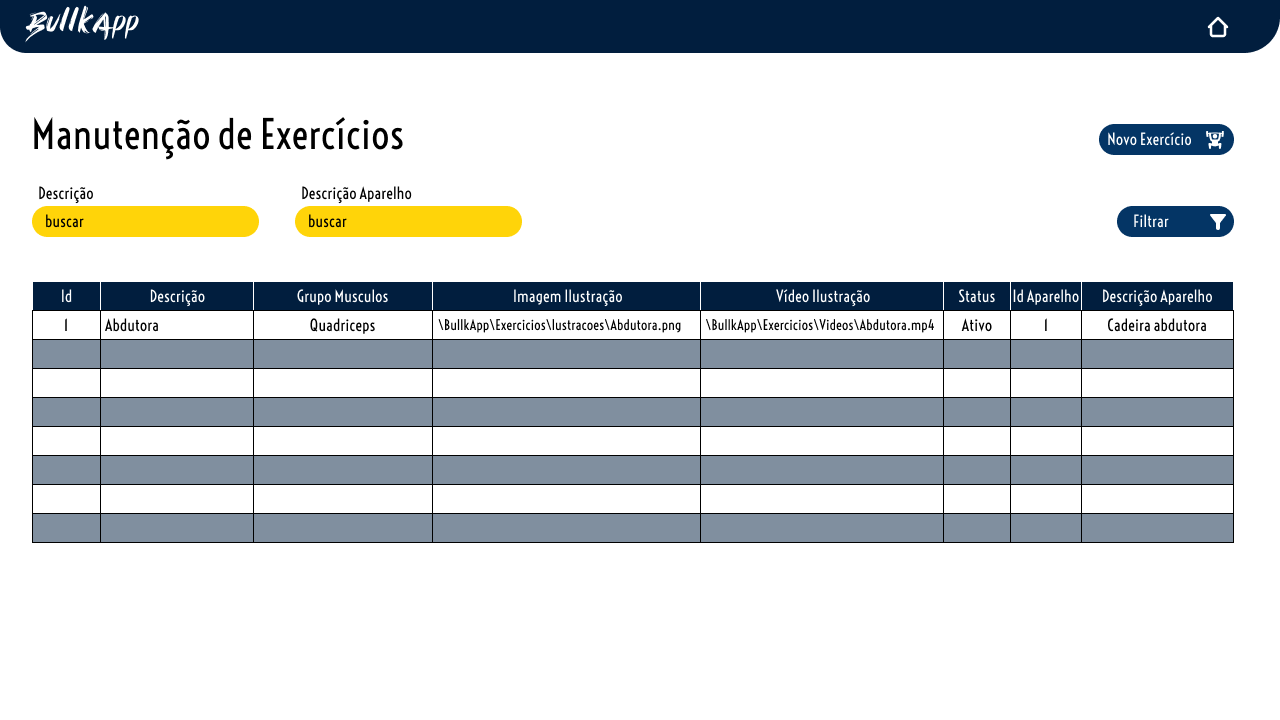 BullkApp
Manutenção de Exercícios
Novo Exercício
Descrição
Descrição Aparelho
buscar
buscar
Filtrar
Id Descrição Grupo Musculos Imagem Ilustração Vídeo Ilustração Status Id Aparelho Descrição Aparelho
1 Abdutora Quadriceps \BullkApp\Exercicios\Iustracoes\Abdutora.png \BullkApp\Exercicios\Videos\Abdutora.mp4 Ativo 1 Cadeira abdutora